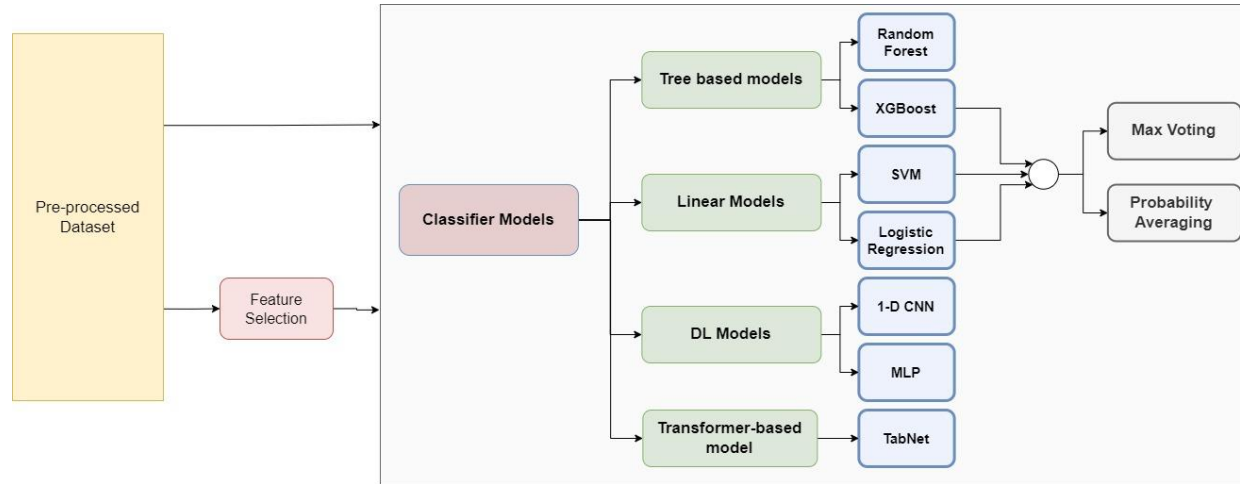 Pre-processed
Dataset
Feature
Selection
Classifier Models
Tree based models
Linear Models
DL Models
Transformer-based
model
Random
Forest
XGBoost
SVM
Logistic
Regression
1-D CNN
MLP
TabNet
Max Voting
Probability
Averaging